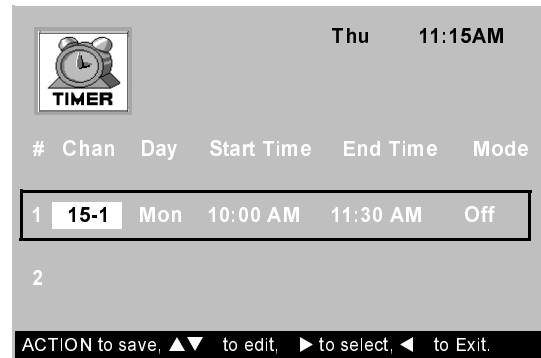 Thu 11:15AM
TIMER
# Chan Day Start Time End Time Mode
1 15-1 Mon 10:00 AM 11:30 AM Off
2
ACTION to save, ▲▼ to edit, ▶ to select, ◀ to Exit.